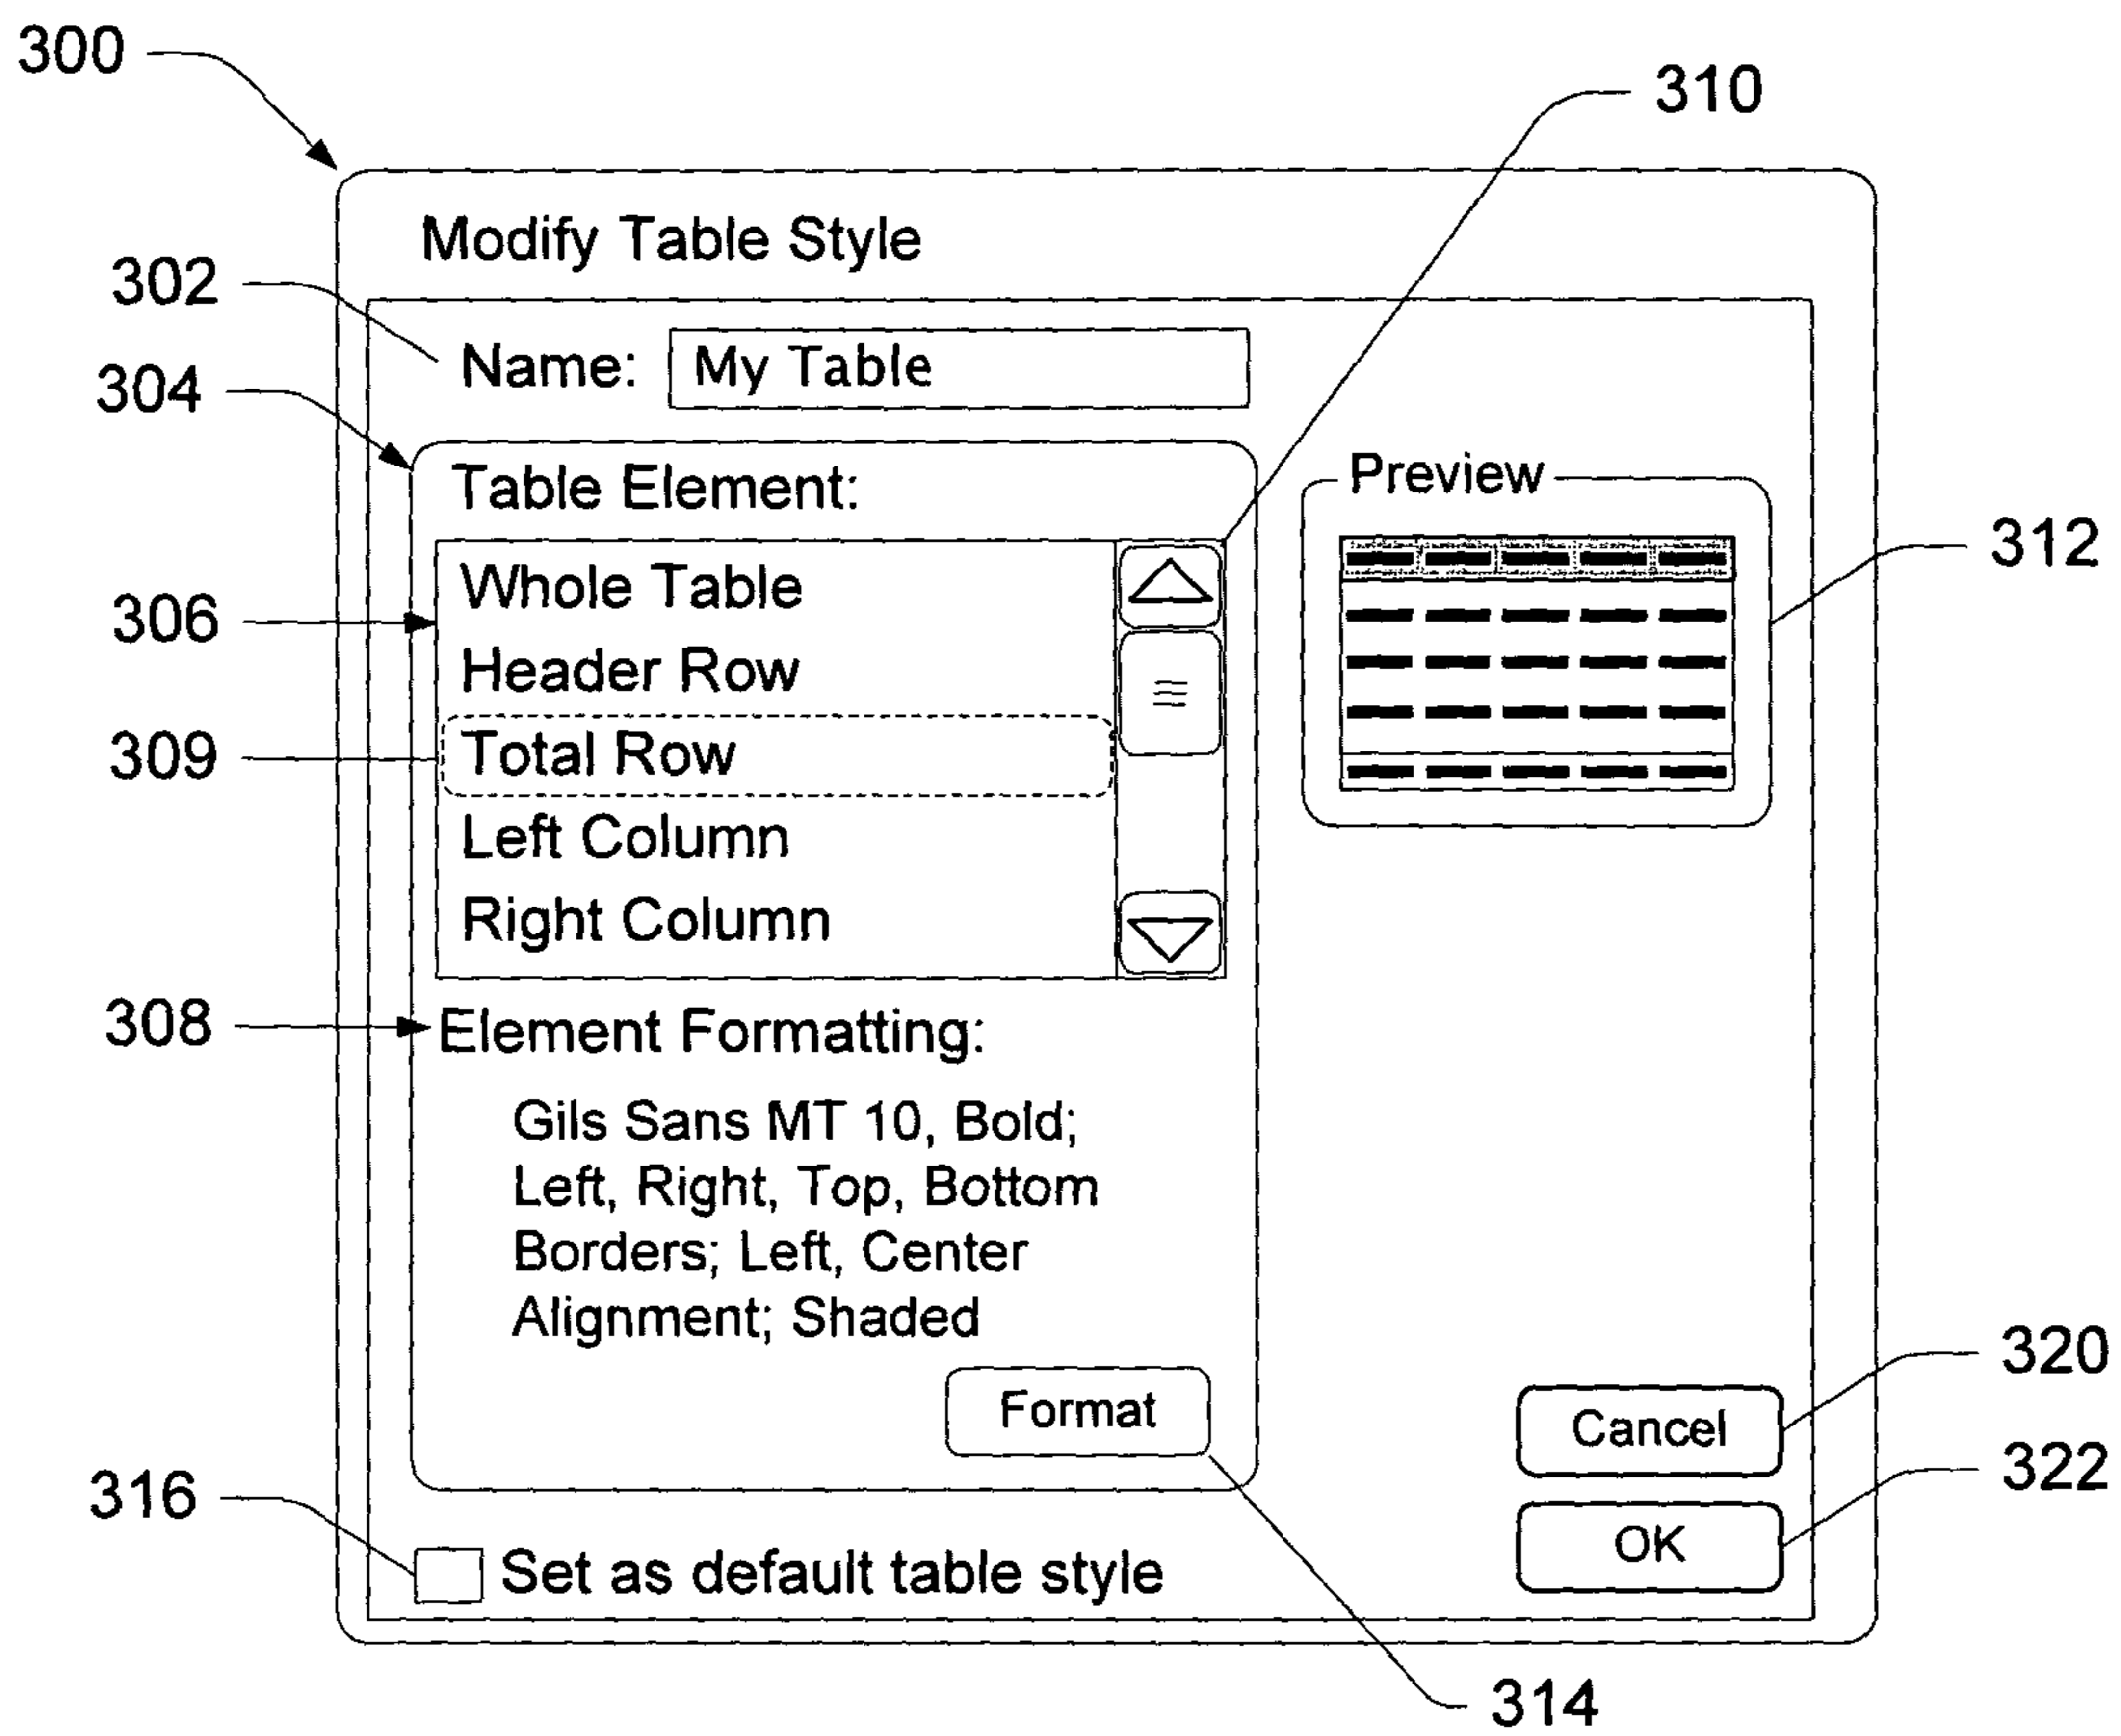 300
310
Modify Table Style
302
Name: My Table
304
Table Element:
Preview
312
Whole Table
306
Header Row
309
Total Row
Left Column
Right Column
308
Element Formatting:
Gils Sans MT 10, Bold;
Left, Right, Top, Bottom
Borders; Left, Center
Alignment; Shaded
320
Format
Cancel
322
316
OK
Set as default table style
314